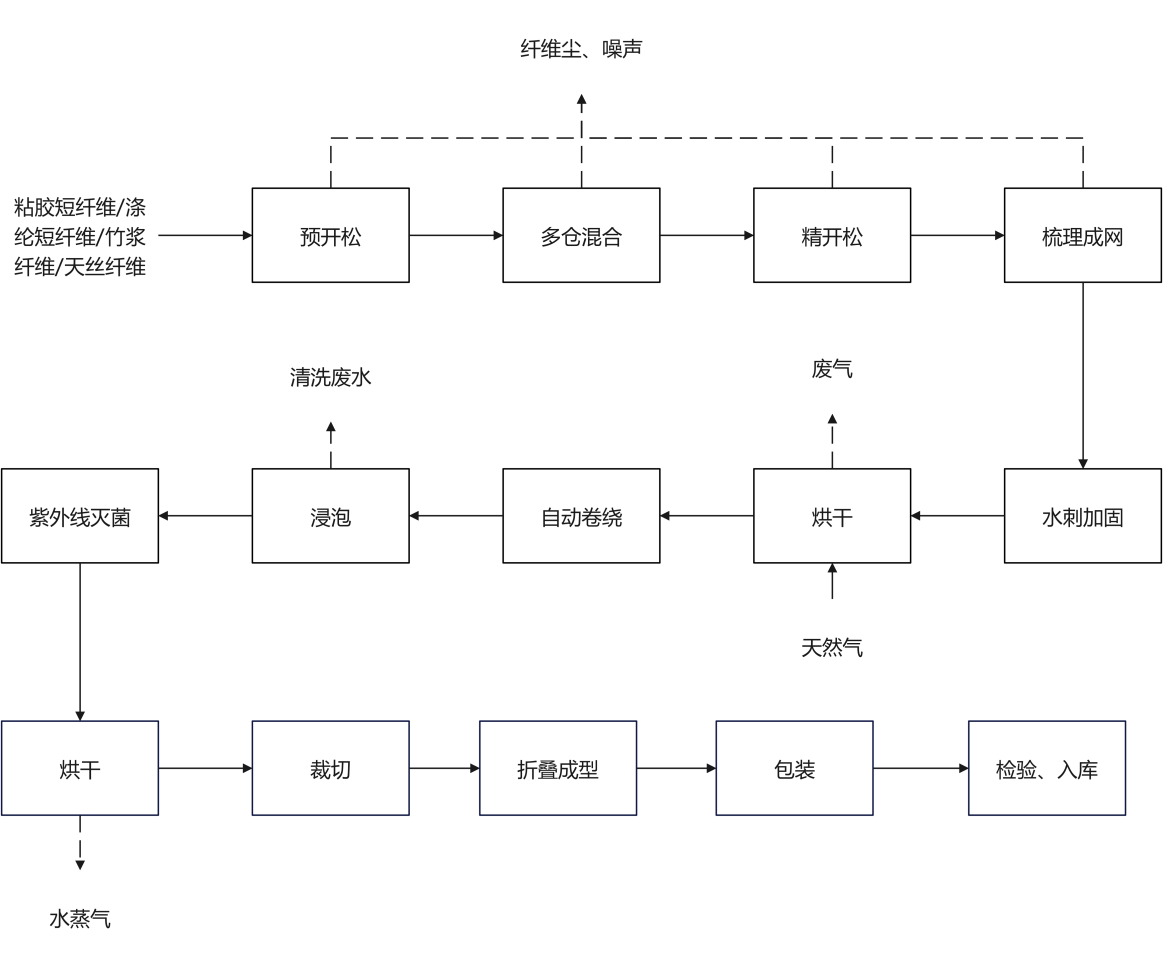 纤维尘、噪声
粘胶短纤维/涤
纶短纤维/竹浆
纤维/天丝纤维
预开松
多仓混合
精开松
梳理成网
清洗废水
废气
紫外线灭菌
浸泡
自动卷绕
烘干
水刺加固
天然气
烘干
裁切
折叠成型
包装
检验、入库
水蒸气